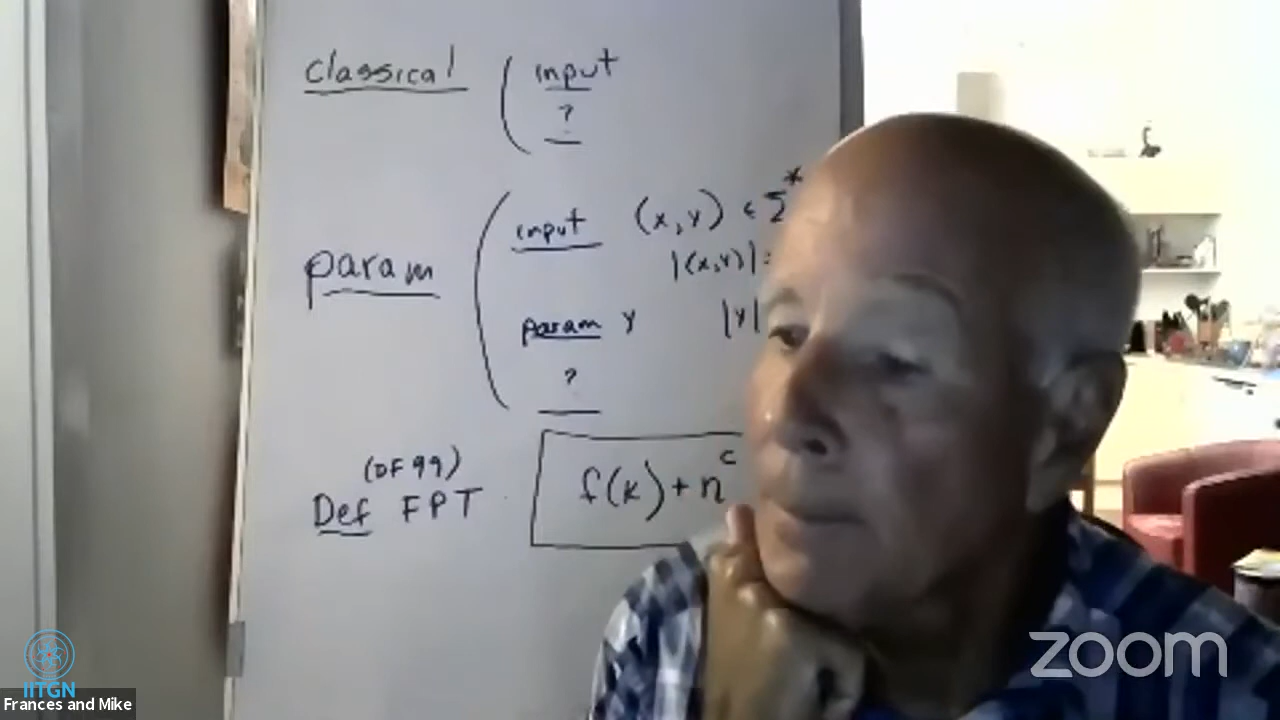 classical ( input
?
param ( input (x,y) ∈ Σ*
|(x,y)| =
param y |y|
?
(DF 99)
Def FPT f(k) + n^c
zoom
IITGN
Frances and Mike